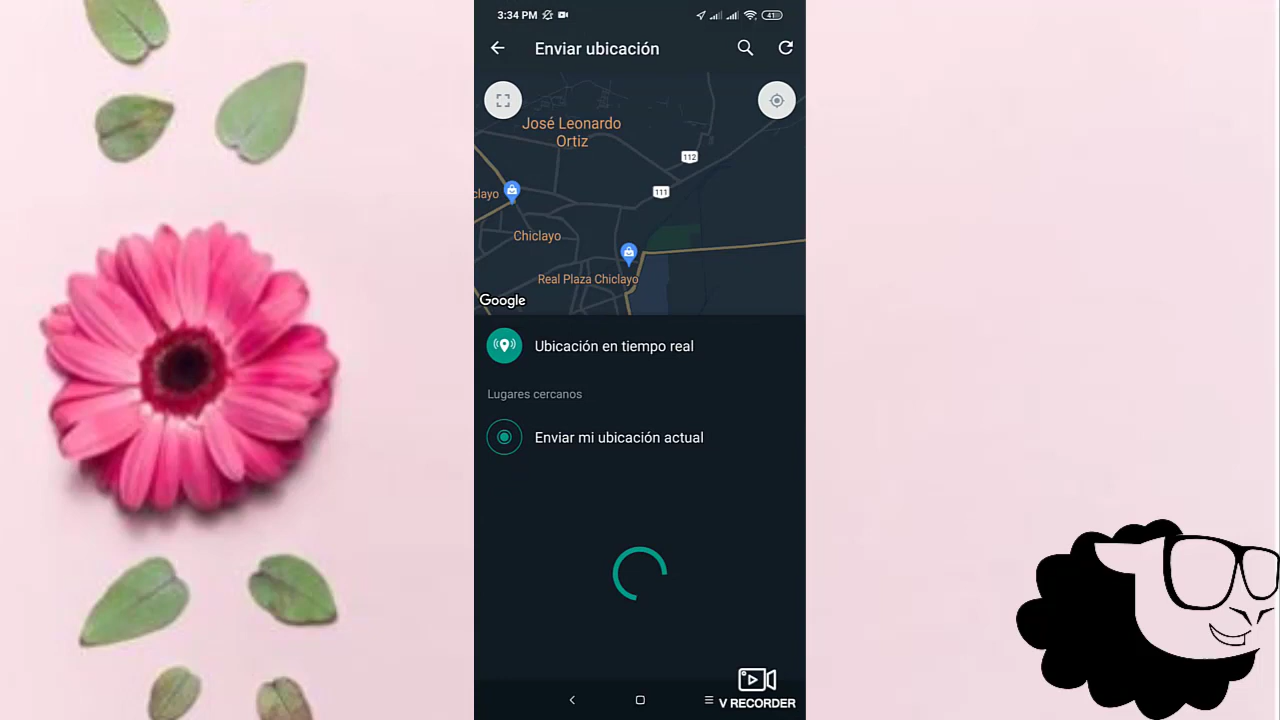 3:34 PM
41
Enviar ubicación
José Leonardo
Ortiz
112
111
clayo
Chiclayo
Real Plaza Chiclayo
Google
Ubicación en tiempo real
Lugares cercanos
Enviar mi ubicación actual
V RECORDER